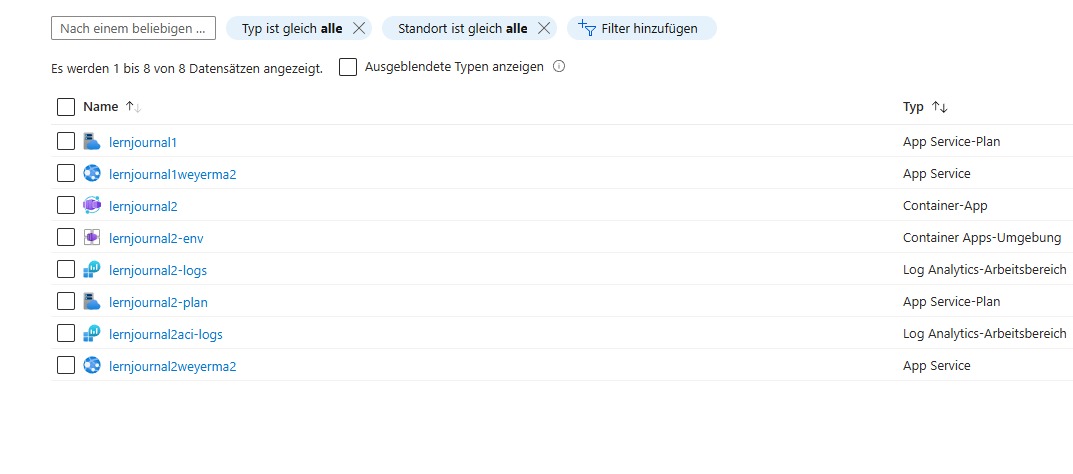 Nach einem beliebigen ... Typ ist gleich alle Standort ist gleich alle Filter hinzufügen
Es werden 1 bis 8 von 8 Datensätzen angezeigt. Ausgeblendete Typen anzeigen
Name Typ
lernjournal1 App Service-Plan
lernjournal1weyerma2 App Service
lernjournal2 Container-App
lernjournal2-env Container Apps-Umgebung
lernjournal2-logs Log Analytics-Arbeitsbereich
lernjournal2-plan App Service-Plan
lernjournal2aci-logs Log Analytics-Arbeitsbereich
lernjournal2weyerma2 App Service